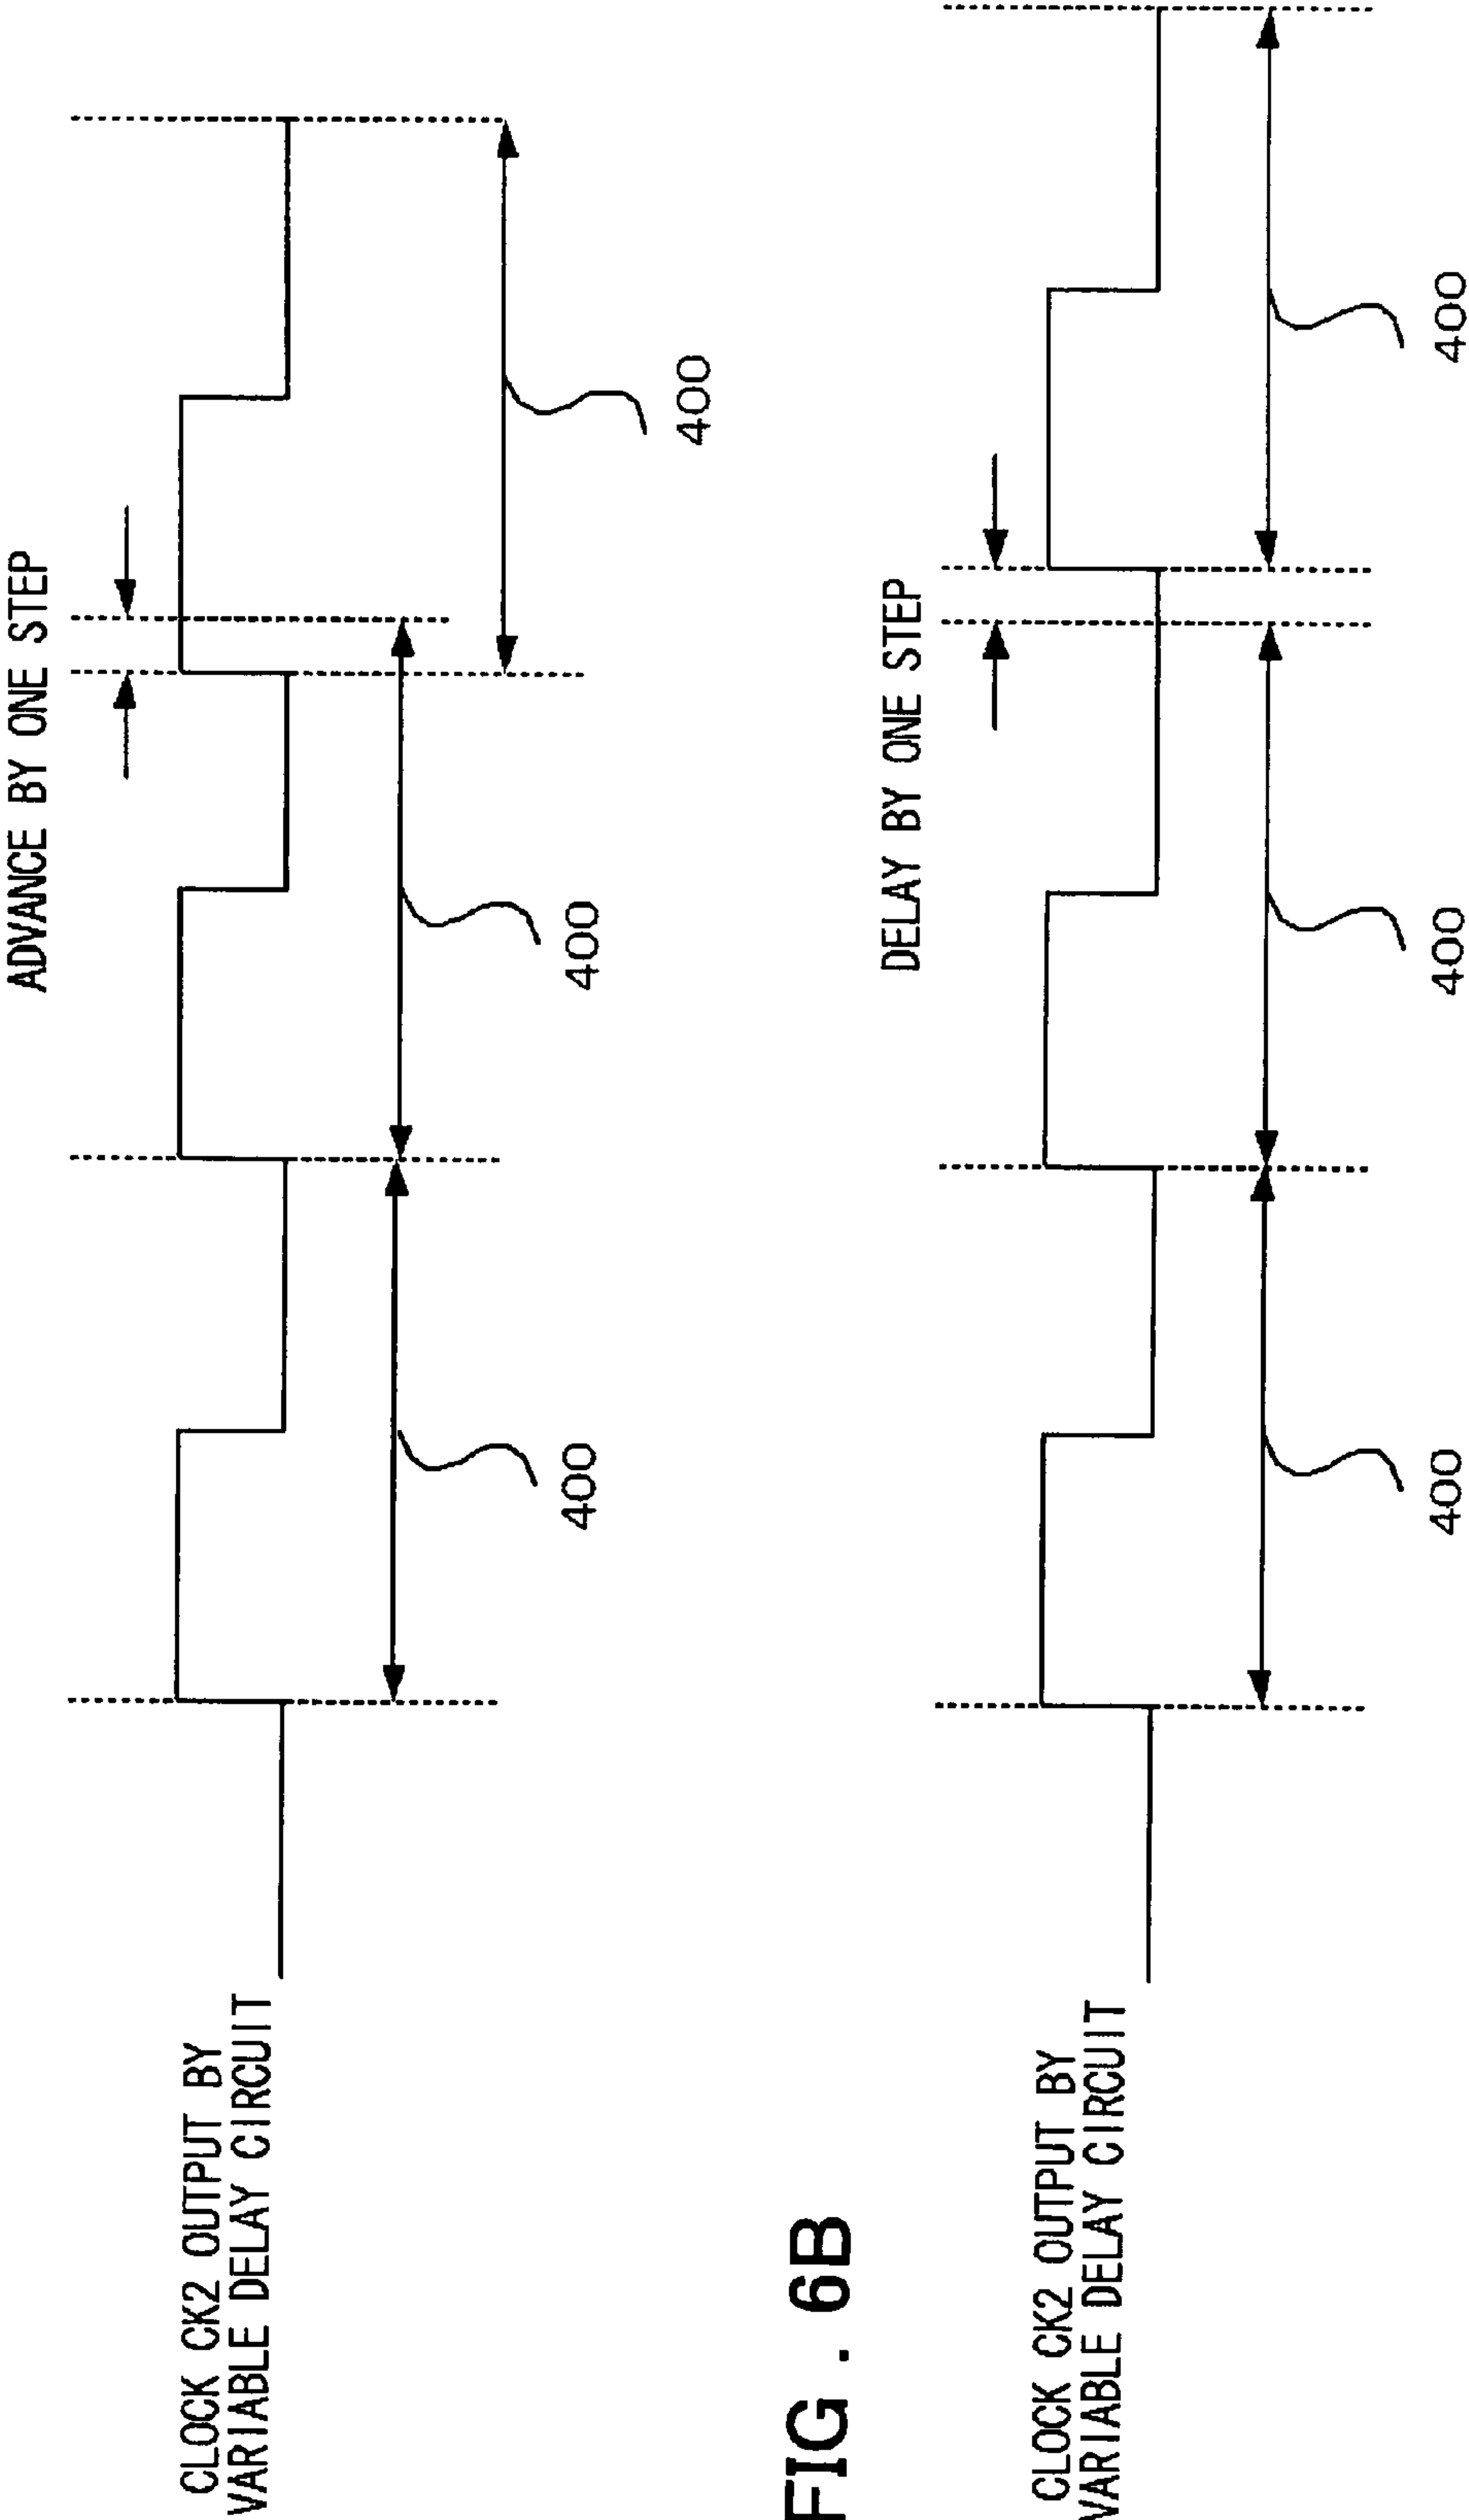 ADVANCE BY ONE STEP
CLOCK CK2 OUTPUT BY
VARIABLE DELAY CIRCUIT
400
400
400
FIG. 6B
DELAY BY ONE STEP
CLOCK CK2 OUTPUT BY
VARIABLE DELAY CIRCUIT
400
400
400